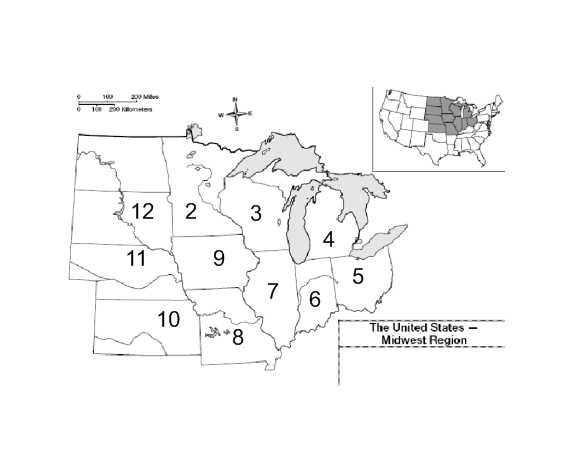 0 100 200 Miles
0 100 200 Kilometers
N
W E
S
12
2
3
4
11
9
7
6
5
10
8
The United States —
Midwest Region